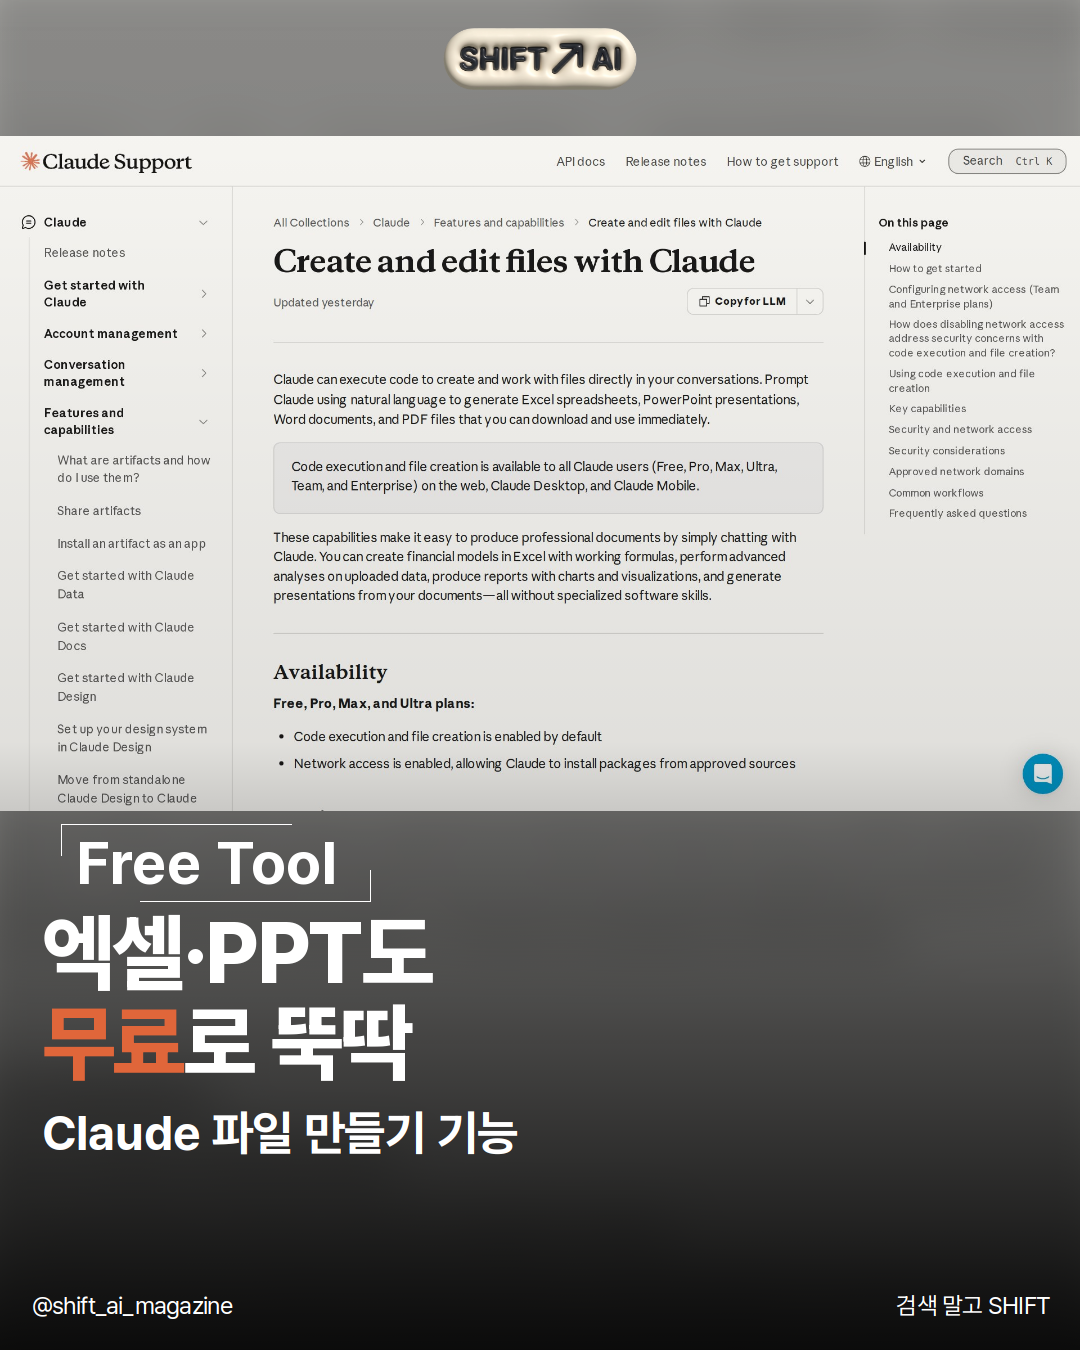 SHIFT AI
Claude Support
API docs
Release notes
How to get support
English
Search Ctrl K
Claude
Release notes
Get started with
Claude
Account management
Conversation
management
Features and
capabilities
What are artifacts and how
do I use them?
Share artifacts
Install an artifact as an app
Get started with Claude
Data
Get started with Claude
Docs
Get started with Claude
Design
Set up your design system
in Claude Design
Move from standalone
Claude Design to Claude
All Collections > Claude > Features and capabilities > Create and edit files with Claude
Create and edit files with Claude
Updated yesterday
Copy for LLM
Claude can execute code to create and work with files directly in your conversations. Prompt
Claude using natural language to generate Excel spreadsheets, PowerPoint presentations,
Word documents, and PDF files that you can download and use immediately.
Code execution and file creation is available to all Claude users (Free, Pro, Max, Ultra,
Team, and Enterprise) on the web, Claude Desktop, and Claude Mobile.
These capabilities make it easy to produce professional documents by simply chatting with
Claude. You can create financial models in Excel with working formulas, perform advanced
analyses on uploaded data, produce reports with charts and visualizations, and generate
presentations from your documents—all without specialized software skills.
Availability
Free, Pro, Max, and Ultra plans:
• Code execution and file creation is enabled by default
• Network access is enabled, allowing Claude to install packages from approved sources
On this page
Availability
How to get started
Configuring network access (Team
and Enterprise plans)
How does disabling network access
address security concerns with
code execution and file creation?
Using code execution and file
creation
Key capabilities
Security and network access
Security considerations
Approved network domains
Common workflows
Frequently asked questions
Free Tool
엑셀·PPT도
무료로 뚝딱
Claude 파일 만들기 기능
@shift_ai_magazine
검색 말고 SHIFT